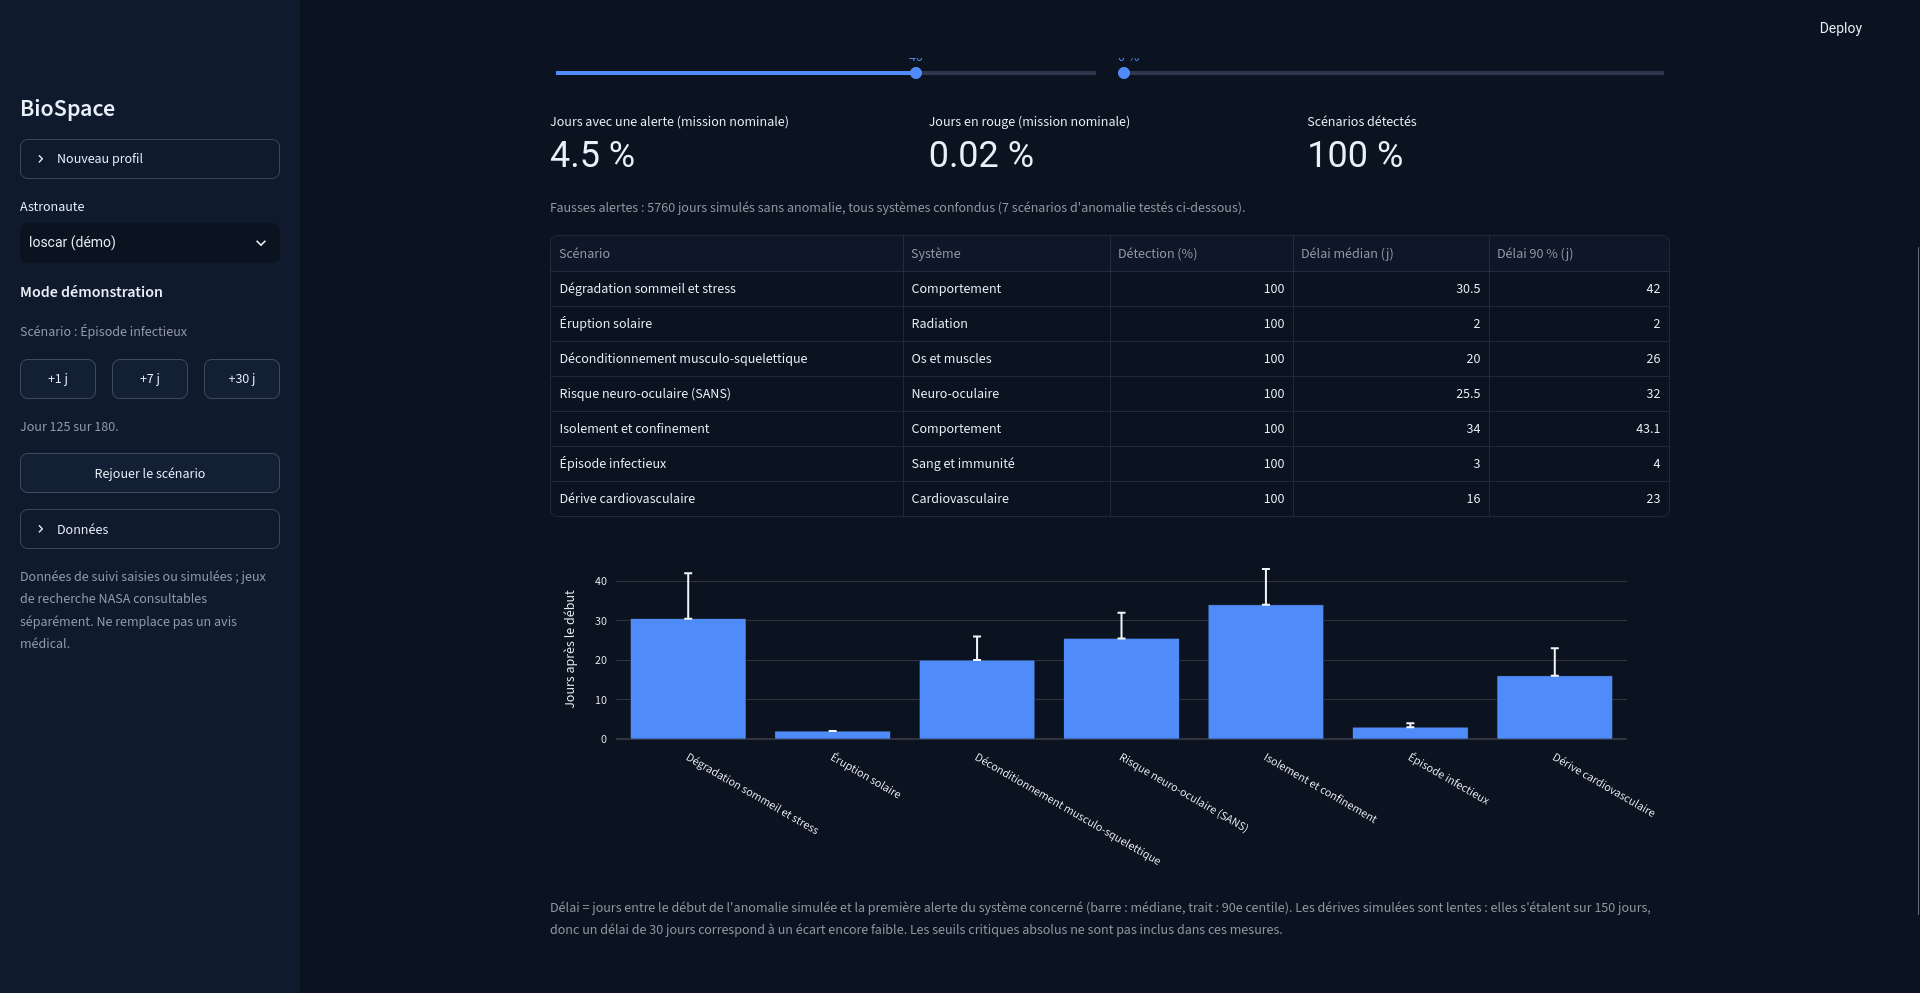 Deploy
BioSpace
Nouveau profil
Astronaute
loscar (démo)
Mode démonstration
Scénario : Épisode infectieux
+1 j
+7 j
+30 j
Jour 125 sur 180.
Rejouer le scénario
Données
Données de suivi saisies ou simulées ; jeux
de recherche NASA consultables
séparément. Ne remplace pas un avis
médical.
Jours avec une alerte (mission nominale)
4.5 %
Jours en rouge (mission nominale)
0.02 %
Scénarios détectés
100 %
Fausses alertes : 5760 jours simulés sans anomalie, tous systèmes confondus (7 scénarios d'anomalie testés ci-dessous).
Scénario Système Détection (%) Délai médian (j) Délai 90 % (j)
Dégradation sommeil et stress Comportement 100 30.5 42
Éruption solaire Radiation 100 2 2
Déconditionnement musculo-squelettique Os et muscles 100 20 26
Risque neuro-oculaire (SANS) Neuro-oculaire 100 25.5 32
Isolement et confinement Comportement 100 34 43.1
Épisode infectieux Sang et immunité 100 3 4
Dérive cardiovasculaire Cardiovasculaire 100 16 23
Jours après le début
40
30
20
10
0
Dégradation sommeil et stress
Éruption solaire
Déconditionnement musculo-squelettique
Risque neuro-oculaire (SANS)
Isolement et confinement
Épisode infectieux
Dérive cardiovasculaire
Délai = jours entre le début de l'anomalie simulée et la première alerte du système concerné (barre : médiane, trait : 90e centile). Les dérives simulées sont lentes : elles s'étalent sur 150 jours,
donc un délai de 30 jours correspond à un écart encore faible. Les seuils critiques absolus ne sont pas inclus dans ces mesures.